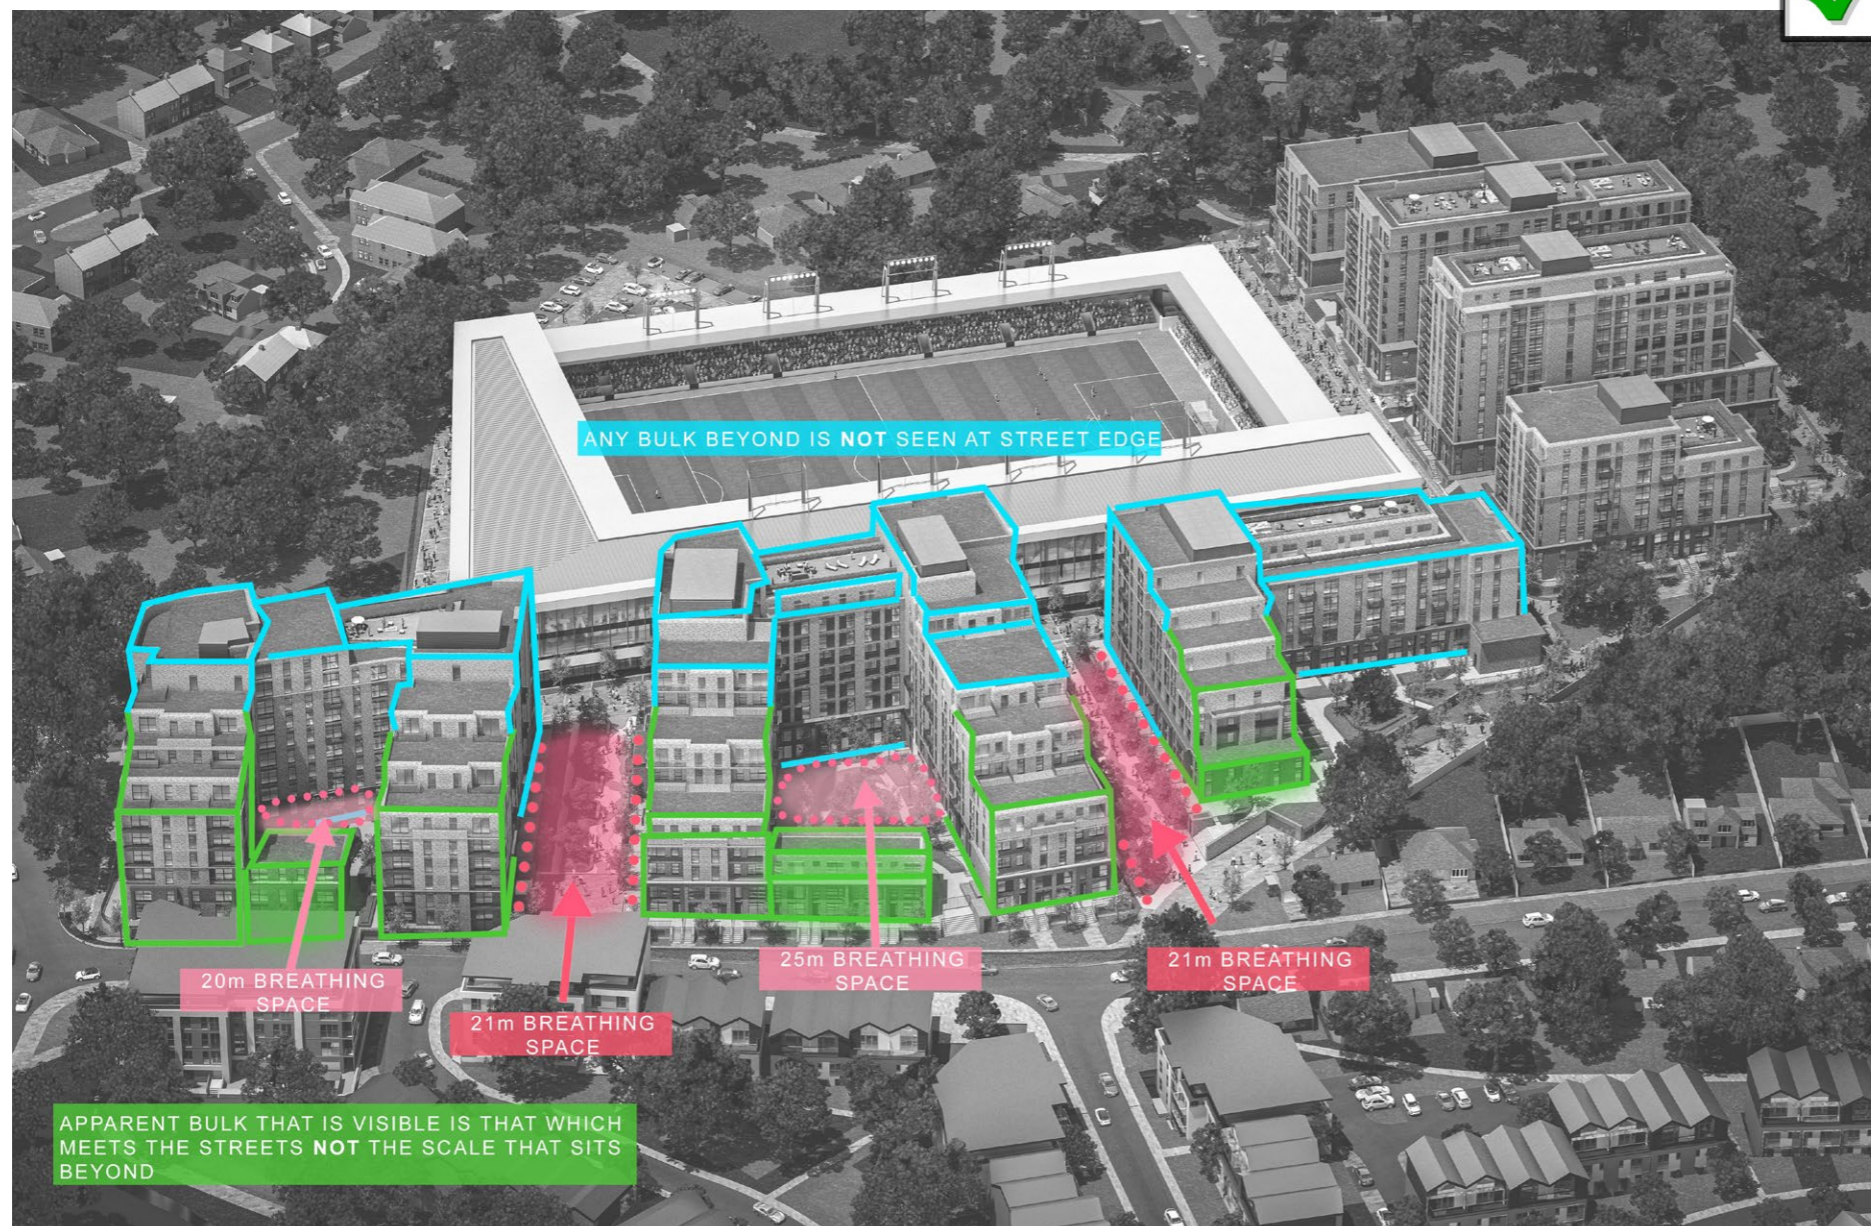 ANY BULK BEYOND IS NOT SEEN AT STREET EDGE
20m BREATHING
SPACE
21m BREATHING
SPACE
25m BREATHING
SPACE
21m BREATHING
SPACE
APPARENT BULK THAT IS VISIBLE IS THAT WHICH
MEETS THE STREETS NOT THE SCALE THAT SITS
BEYOND